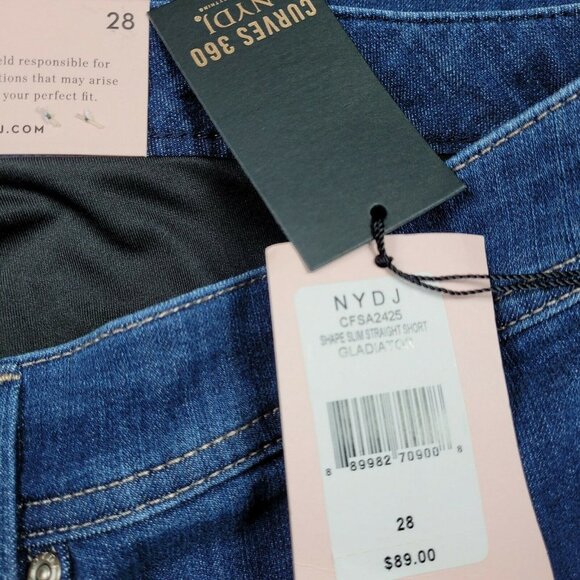 28
eld responsible for
tions that may arise
your perfect fit.
J.COM
CURVES 360
NYDJ
NYDJ
CFSA2425
SHAPE SLIM STRAIGHT SHORT
GLADIATOR
8 89982 70900 8
28
$89.00